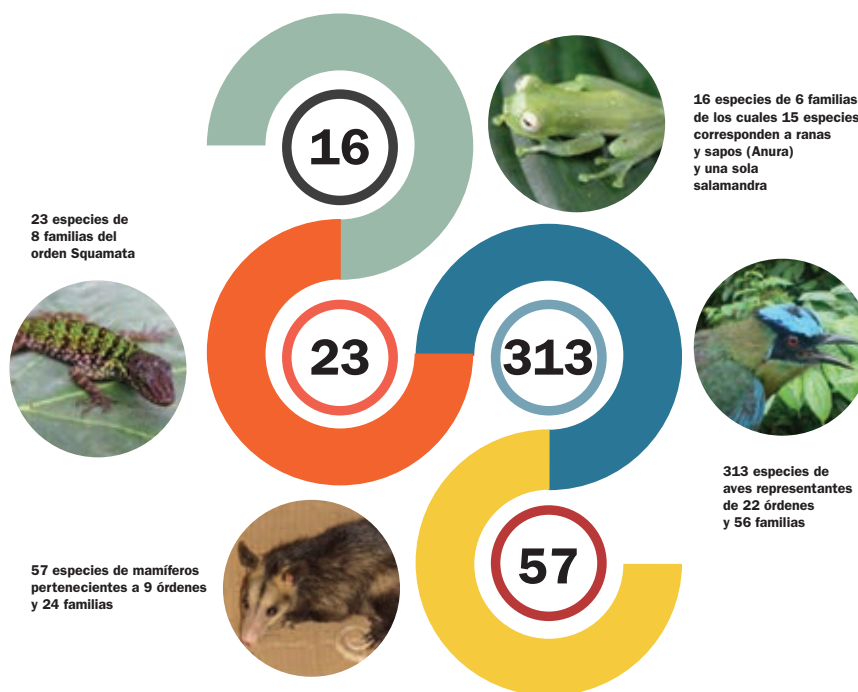 16
16 especies de 6 familias
de los cuales 15 especies
corresponden a ranas
y sapos (Anura)
y una sola
salamandra
23 especies de
8 familias del
orden Squamata
23
313
313 especies de
aves representantes
de 22 órdenes
y 56 familias
57 especies de mamíferos
pertenecientes a 9 órdenes
y 24 familias
57